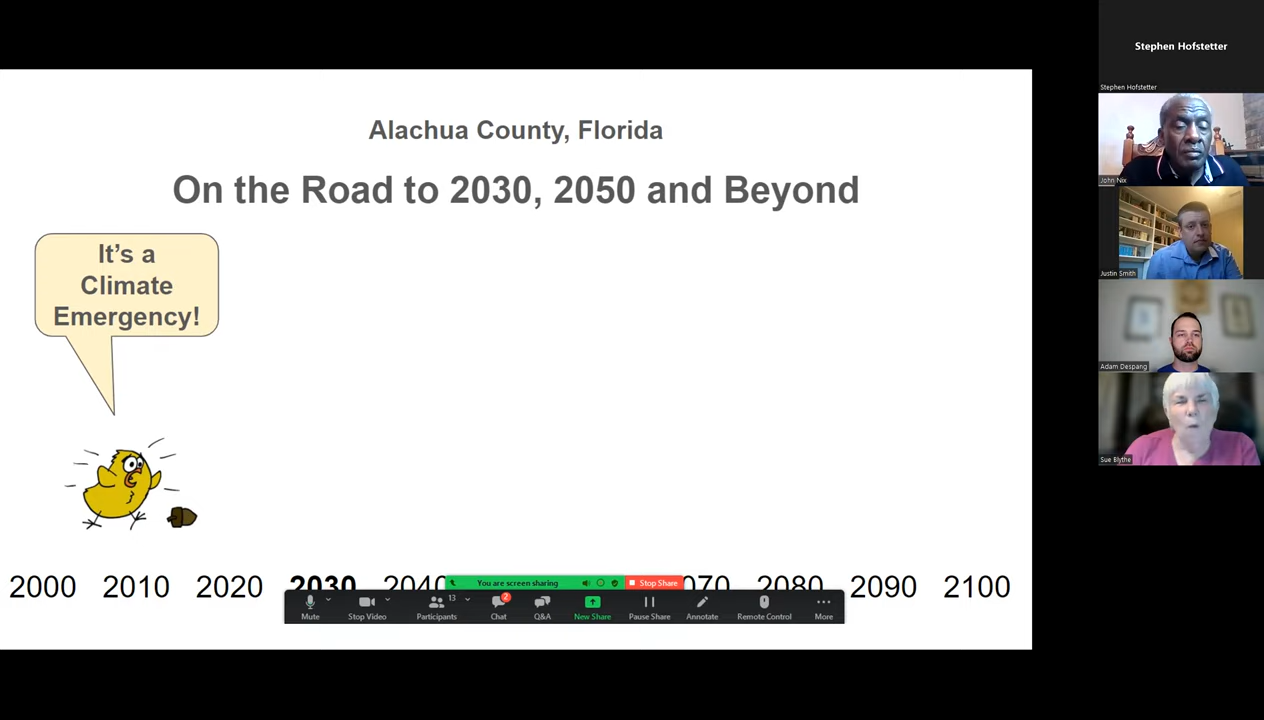 Alachua County, Florida
On the Road to 2030, 2050 and Beyond
It's a
Climate
Emergency!
2000 2010 2020 2030 2040 2080 2090 2100
You are screen sharing Stop Share
13 2
Mute Stop Video Participants Chat Q&A New Share Pause Share Annotate Remote Control More
Stephen Hofstetter
Stephen Hofstetter
John Nix
Justin Smith
Adam Despang
Sue Blythe